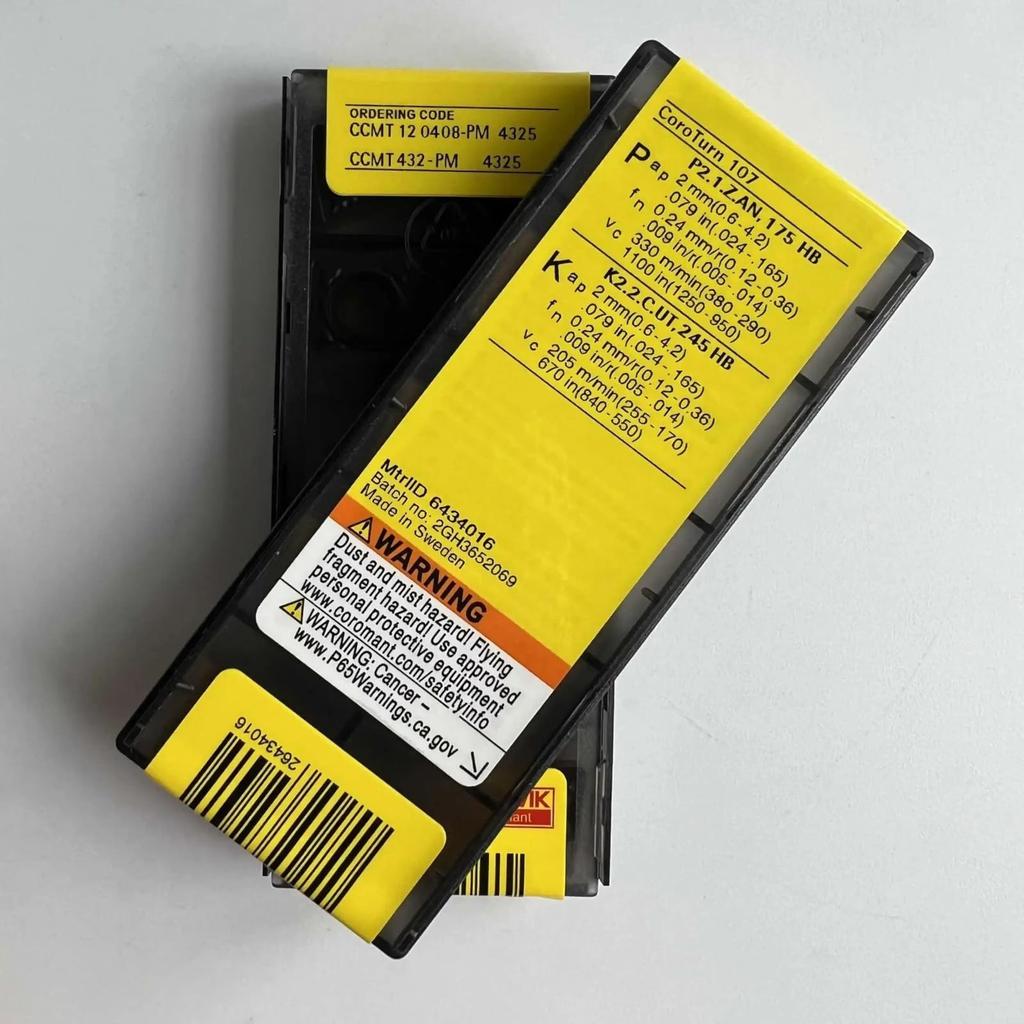 ORDERING CODE
CCMT 12 04 08-PM 4325
CCMT 432-PM 4325
CoroTurn 107
P2.1.Z.AN, 175 HB
P ap 2 mm(0.6-4.2)
.079 in(.024-.165)
fn 0.24 mm/r(0.12-0.36)
.009 in/r(.005-.014)
vc 330 m/min(380-290)
1100 in(1250-950)
K2.2.C.UT, 245 HB
K ap 2 mm(0.6-4.2)
.079 in(.024-.165)
fn 0.24 mm/r(0.12-0.36)
.009 in/r(.005-.014)
vc 205 m/min(255-170)
670 in(840-550)
MtrlID 6434016
Batch no: 2GH3652069
Made in Sweden
WARNING
Dust and mist hazard! Flying
fragment hazard! Use approved
personal protective equipment
www.coromant.com/safetyinfo
WARNING: Cancer –
www.P65Warnings.ca.gov
26434016